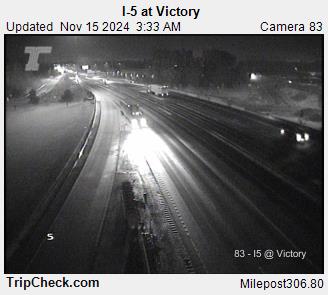 I-5 at Victory
Updated Nov 15 2024 3:33 AM Camera 83
T
S
83 - I5 @ Victory
TripCheck.com Milepost306.80